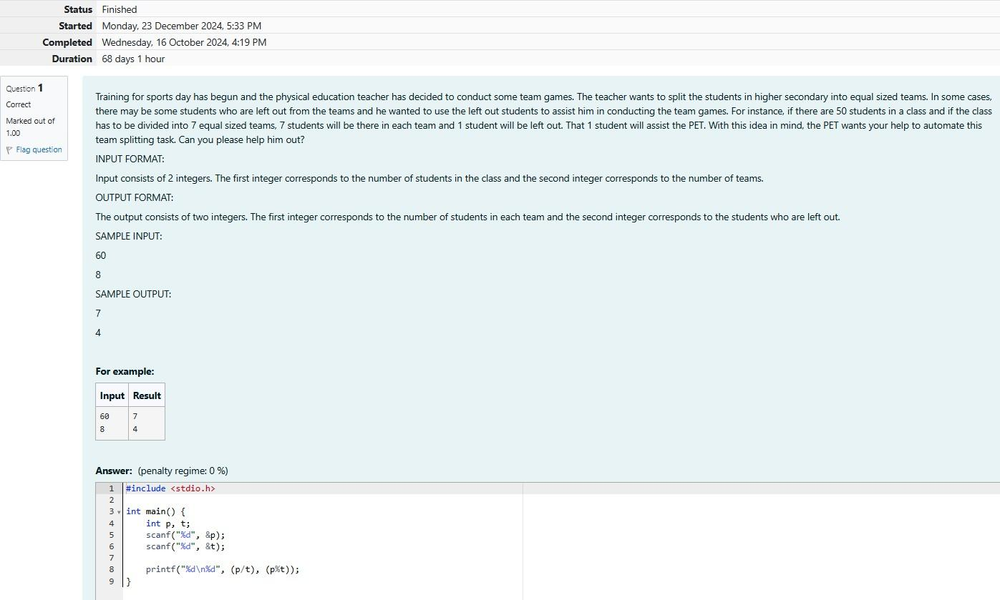 Status Finished
Started Monday, 23 December 2024, 5:33 PM
Completed Wednesday, 16 October 2024, 4:19 PM
Duration 68 days 1 hour
Question 1
Correct
Marked out of
1.00
Flag question
Training for sports day has begun and the physical education teacher has decided to conduct some team games. The teacher wants to split the students in higher secondary into equal sized teams. In some cases,
there may be some students who are left out from the teams and he wanted to use the left out students to assist him in conducting the team games. For instance, if there are 50 students in a class and if the class
has to be divided into 7 equal sized teams, 7 students will be there in each team and 1 student will be left out. That 1 student will assist the PET. With this idea in mind, the PET wants your help to automate this
team splitting task. Can you please help him out?
INPUT FORMAT:
Input consists of 2 integers. The first integer corresponds to the number of students in the class and the second integer corresponds to the number of teams.
OUTPUT FORMAT:
The output consists of two integers. The first integer corresponds to the number of students in each team and the second integer corresponds to the students who are left out.
SAMPLE INPUT:
60
8
SAMPLE OUTPUT:
7
4
For example:
Input Result
60 7
8 4
Answer: (penalty regime: 0 %)
1 #include <stdio.h>
2
3 int main() {
4 int p, t;
5 scanf("%d", &p);
6 scanf("%d", &t);
7
8 printf("%d\n%d", (p/t), (p%t));
9 }